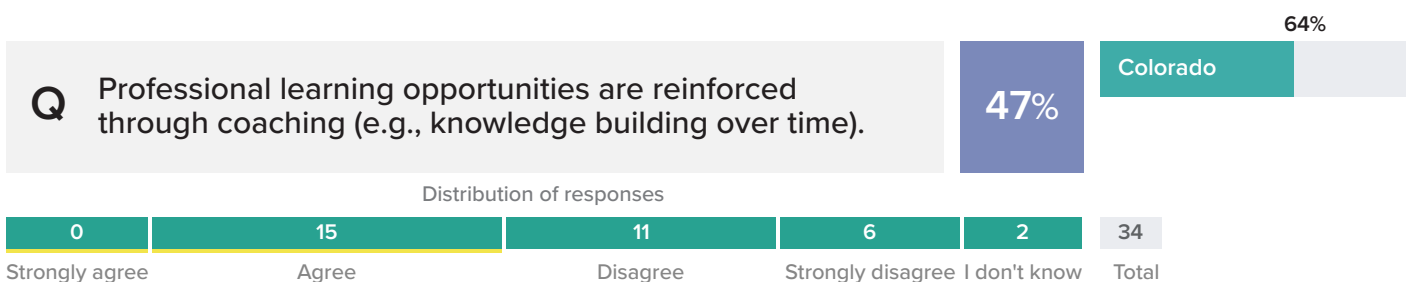 64%
Q
Professional learning opportunities are reinforced
through coaching (e.g., knowledge building over time).
47%
Colorado
Distribution of responses
0 15 11 6 2 34
Strongly agree Agree Disagree Strongly disagree I don't know Total